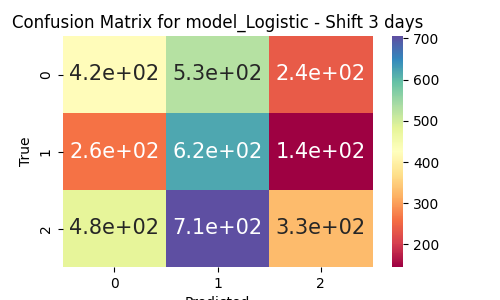 Confusion Matrix for model_Logistic - Shift 3 days
True
0 4.2e+02 5.3e+02 2.4e+02
1 2.6e+02 6.2e+02 1.4e+02
2 4.8e+02 7.1e+02 3.3e+02
0 1 2
Predicted
700
600
500
400
300
200